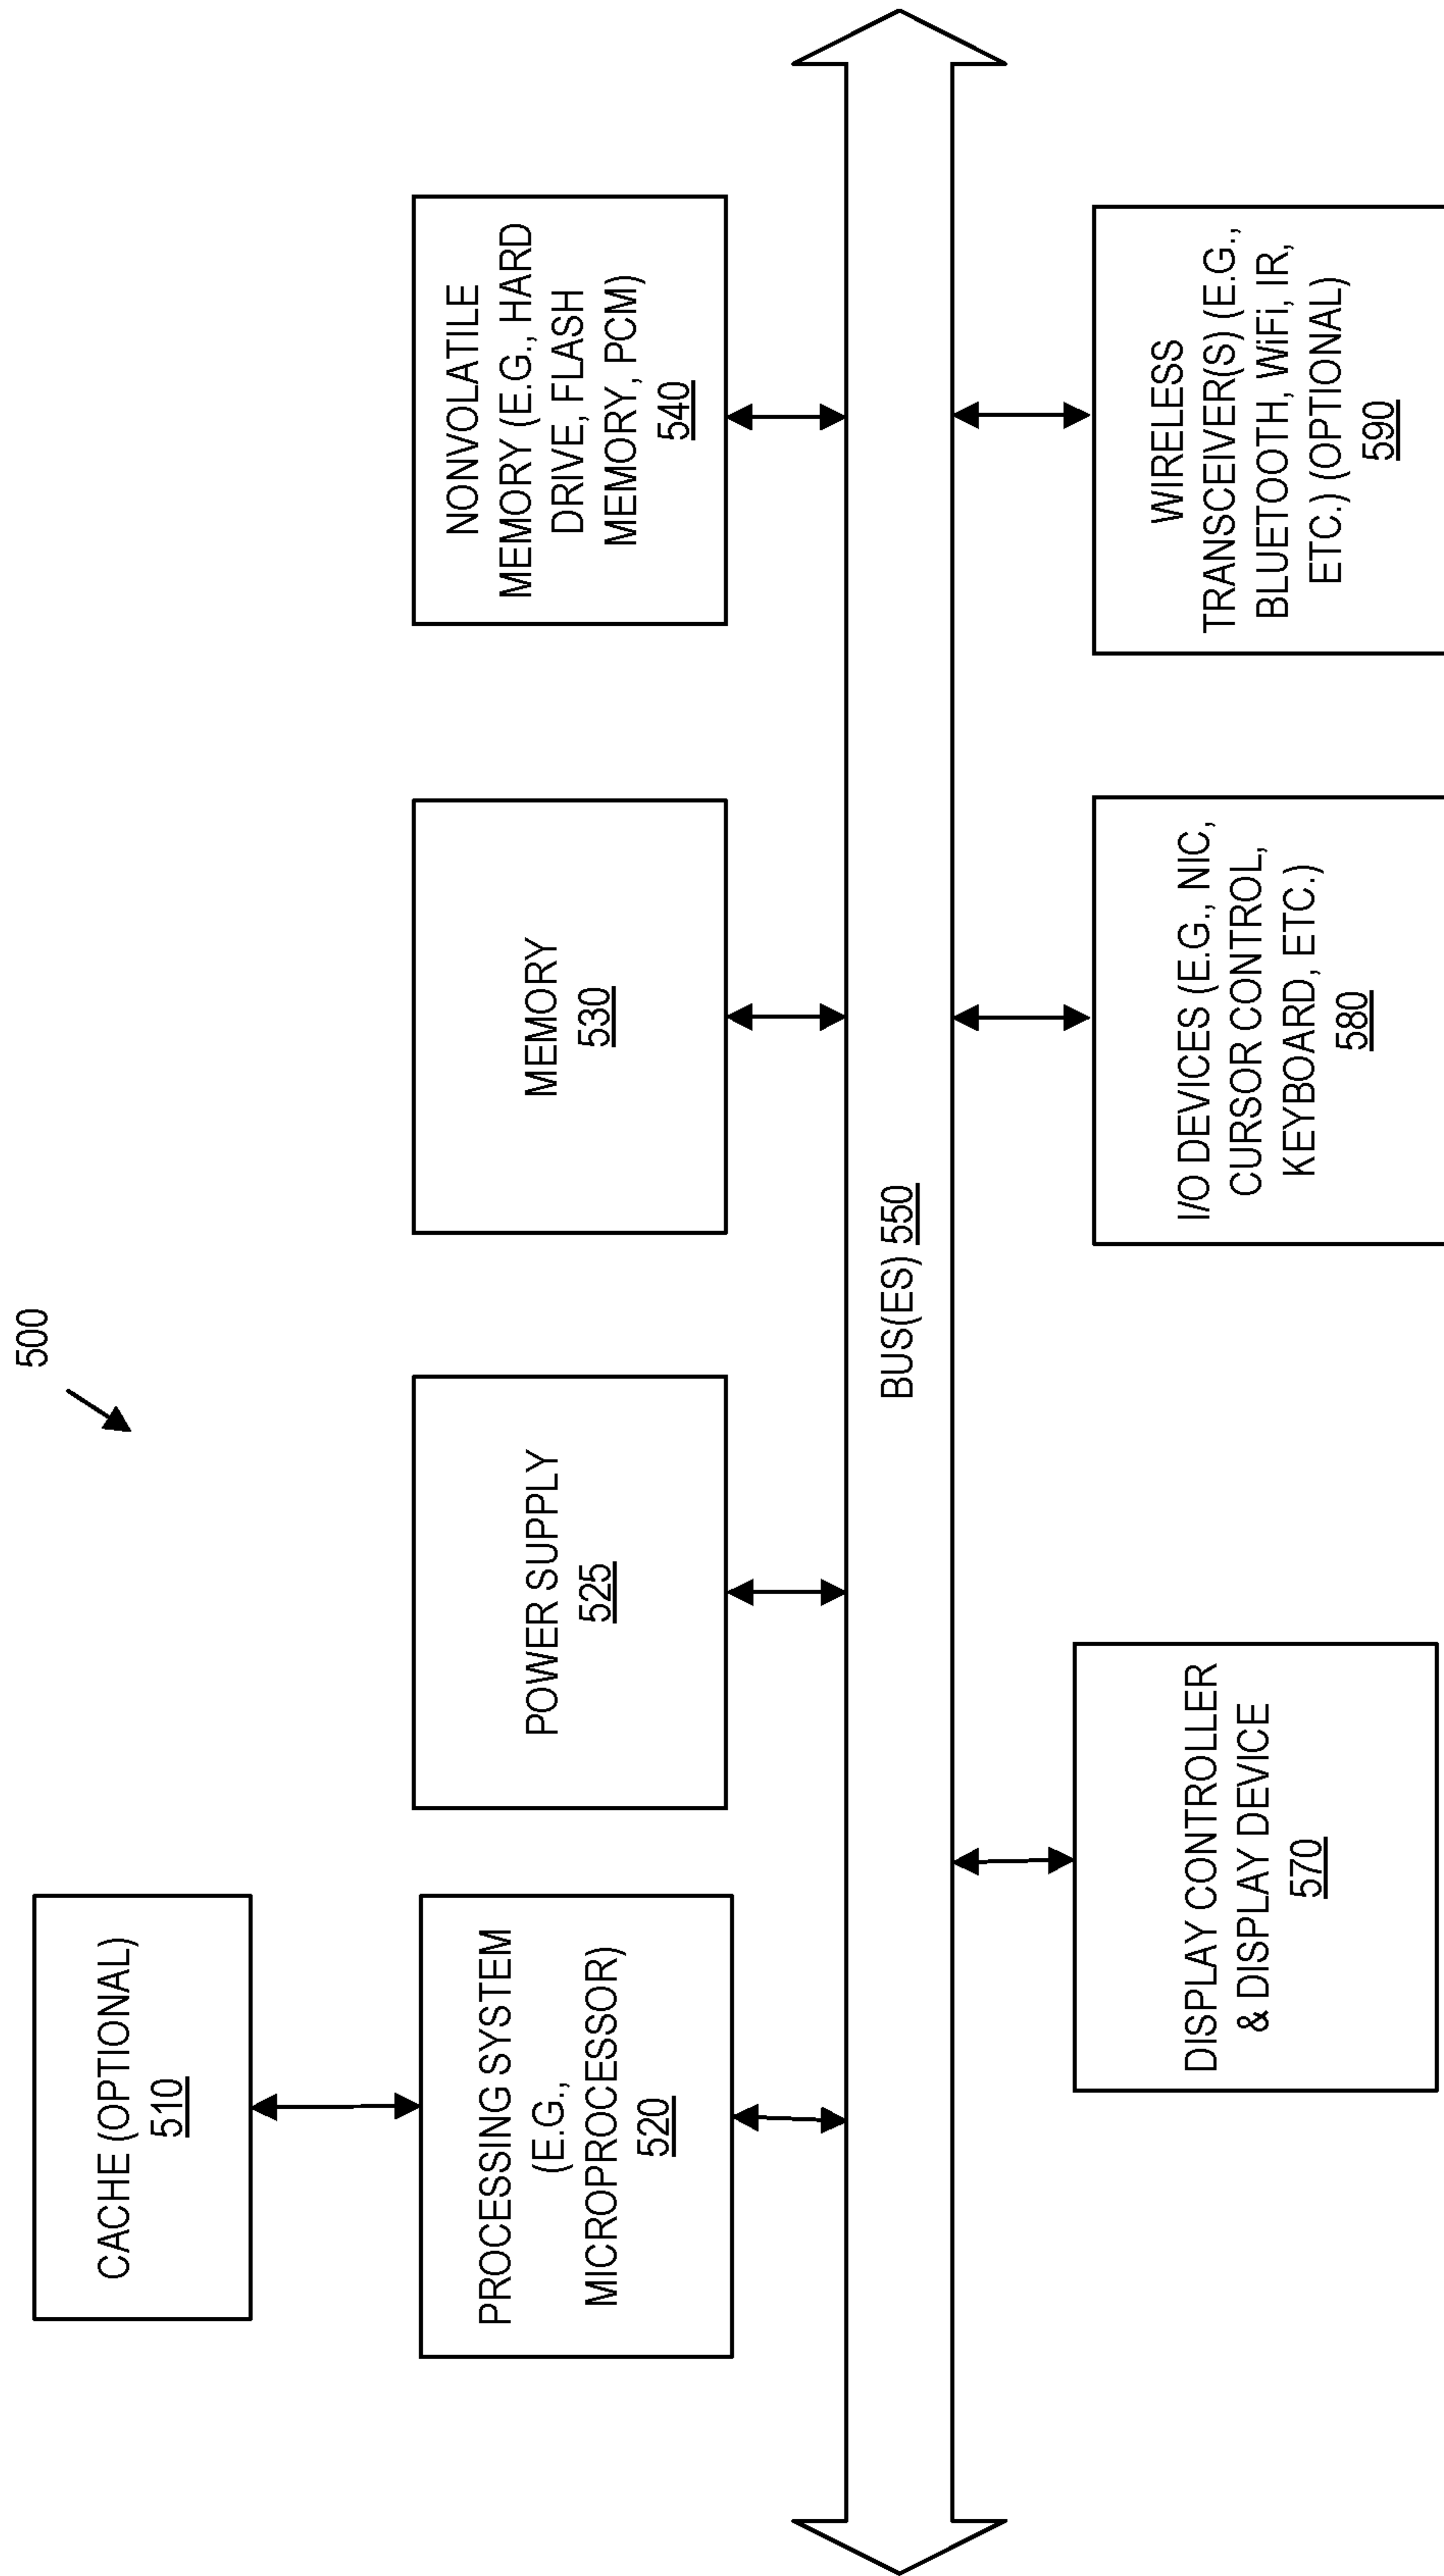 500
CACHE (OPTIONAL)
510
PROCESSING SYSTEM
(E.G.,
MICROPROCESSOR)
520
POWER SUPPLY
525
MEMORY
530
NONVOLATILE
MEMORY (E.G., HARD
DRIVE, FLASH
MEMORY, PCM)
540
BUS(ES) 550
DISPLAY CONTROLLER
& DISPLAY DEVICE
570
I/O DEVICES (E.G., NIC,
CURSOR CONTROL,
KEYBOARD, ETC.)
580
WIRELESS
TRANSCEIVER(S) (E.G.,
BLUETOOTH, WiFi, IR,
ETC.) (OPTIONAL)
590